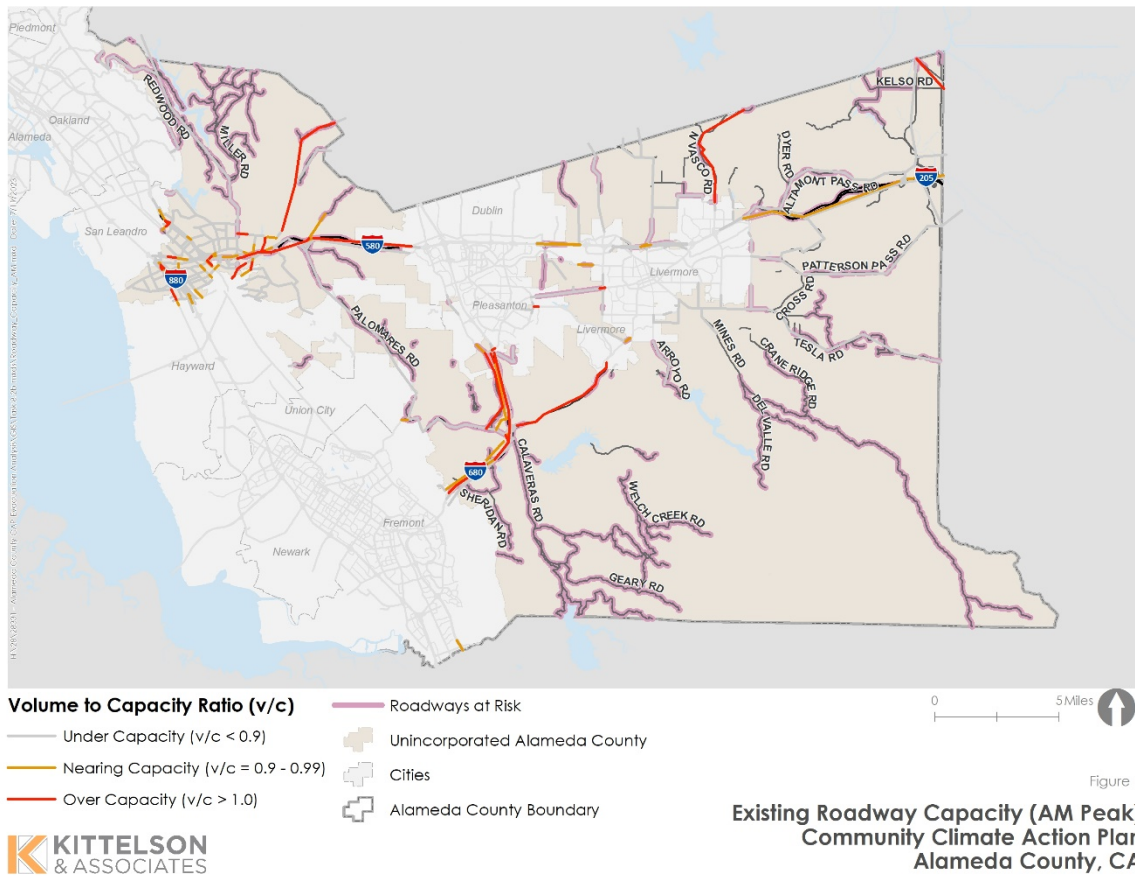 Piedmont
Oakland
Alameda
REDWOOD RD
MILLER RD
San Leandro
880
580
Dublin
N VASCO RD
DYER RD
KELSO RD
ALTAMONT PASS RD
205
Livermore
PATTERSON PASS RD
CROSS RD
TESLA RD
Pleasanton
Livermore
PALOMARES RD
Hayward
Union City
ARROYO RD
MINES RD
CRANE RIDGE RD
DEL VALLE RD
680
CALAVERAS RD
SHERIDAN RD
WELCH CREEK RD
GEARY RD
Fremont
Newark
Volume to Capacity Ratio (v/c)
Under Capacity (v/c < 0.9)
Nearing Capacity (v/c = 0.9 - 0.99)
Over Capacity (v/c > 1.0)
Roadways at Risk
Unincorporated Alameda County
Cities
Alameda County Boundary
0 5 Miles
Figure
Existing Roadway Capacity (AM Peak)
Community Climate Action Plan
Alameda County, CA
KITTELSON
& ASSOCIATES